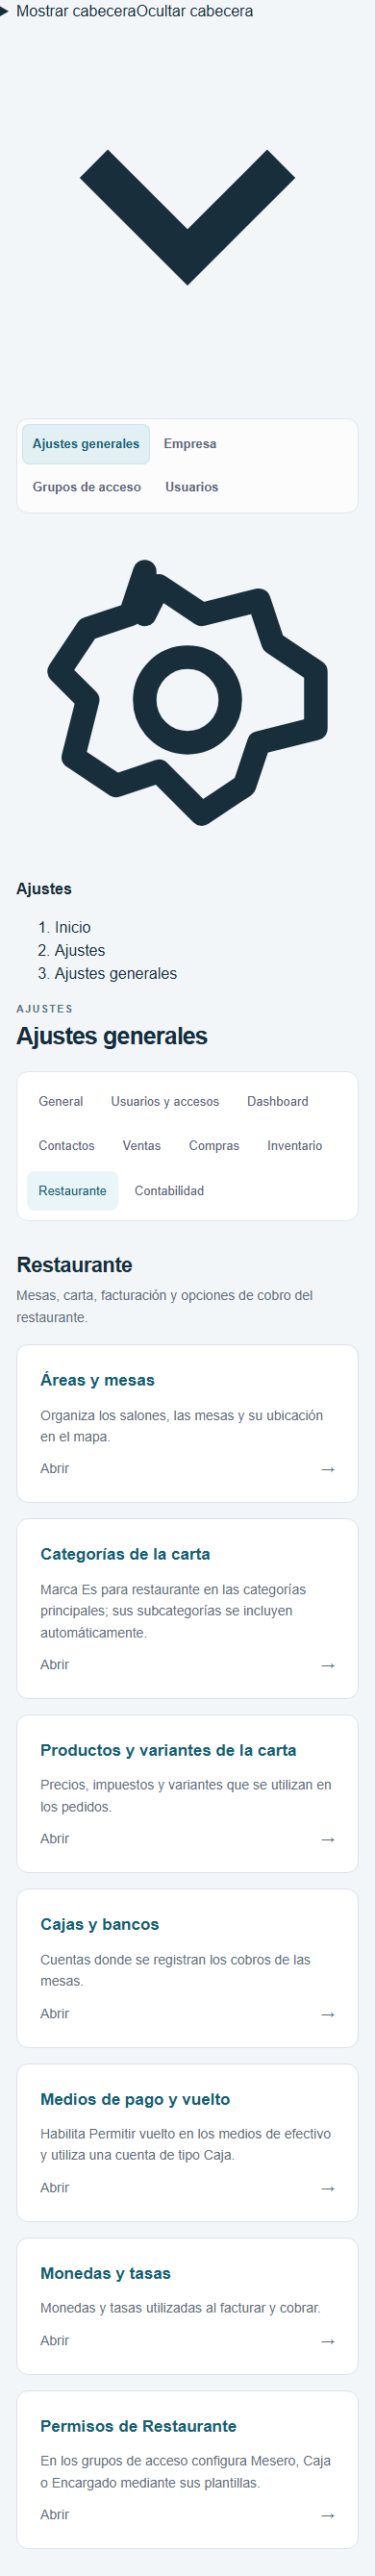 Mostrar cabeceraOcultar cabecera
Ajustes generales Empresa
Grupos de acceso Usuarios
Ajustes
1. Inicio
2. Ajustes
3. Ajustes generales
AJUSTES
Ajustes generales
General Usuarios y accesos Dashboard
Contactos Ventas Compras Inventario
Restaurante Contabilidad
Restaurante
Mesas, carta, facturación y opciones de cobro del
restaurante.
Áreas y mesas
Organiza los salones, las mesas y su ubicación
en el mapa.
Abrir →
Categorías de la carta
Marca Es para restaurante en las categorías
principales; sus subcategorías se incluyen
automáticamente.
Abrir →
Productos y variantes de la carta
Precios, impuestos y variantes que se utilizan en
los pedidos.
Abrir →
Cajas y bancos
Cuentas donde se registran los cobros de las
mesas.
Abrir →
Medios de pago y vuelto
Habilita Permitir vuelto en los medios de efectivo
y utiliza una cuenta de tipo Caja.
Abrir →
Monedas y tasas
Monedas y tasas utilizadas al facturar y cobrar.
Abrir →
Permisos de Restaurante
En los grupos de acceso configura Mesero, Caja
o Encargado mediante sus plantillas.
Abrir →